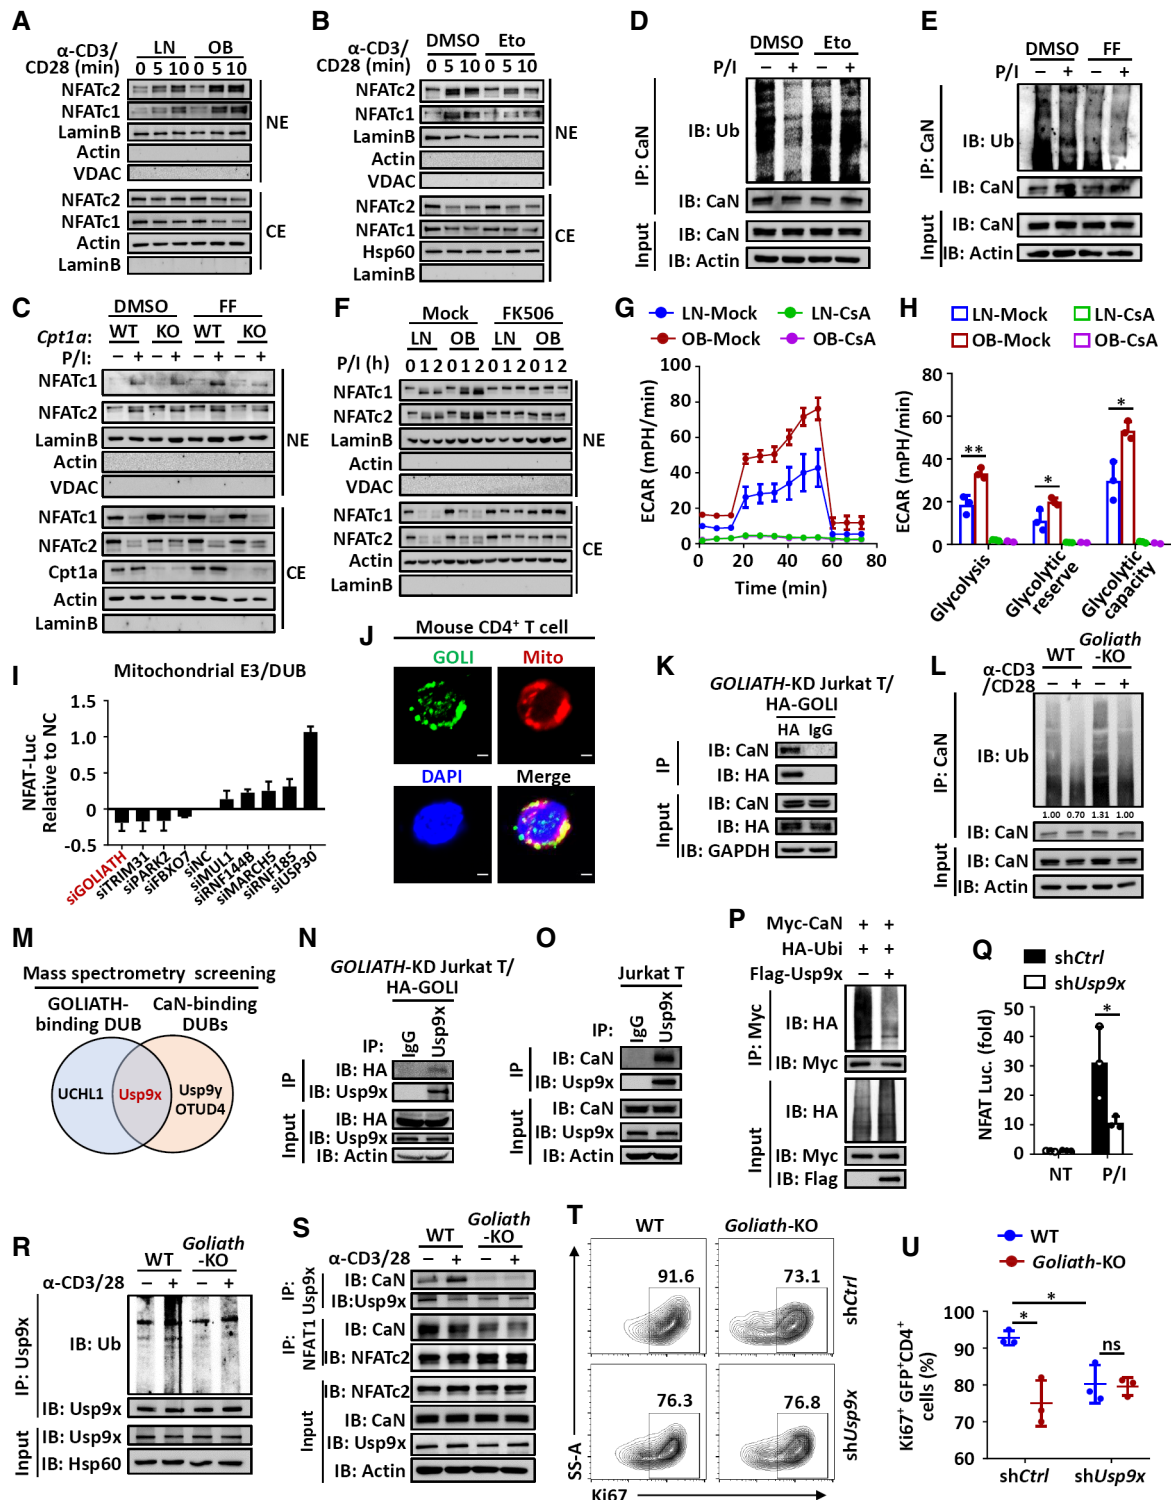 A
α-CD3/
CD28 (min)
LN OB
0 5 10 0 5 10
NFATc2
NFATc1
LaminB
Actin
VDAC
NE
NFATc2
NFATc1
Actin
LaminB
CE
B
α-CD3/
CD28 (min)
DMSO Eto
0 5 10 0 5 10
NFATc2
NFATc1
LaminB
Actin
VDAC
NE
NFATc2
NFATc1
Hsp60
LaminB
CE
D
DMSO Eto
P/I − + − +
IP: CaN
IB: Ub
IB: CaN
Input
IB: CaN
IB: Actin
E
DMSO FF
P/I − + − +
IP: CaN
IB: Ub
IB: CaN
Input
IB: CaN
IB: Actin
C
DMSO FF
Cpt1a: WT KO WT KO
P/I: − + − + − + − +
NFATc1
NFATc2
LaminB
Actin
VDAC
NE
NFATc1
NFATc2
Cpt1a
Actin
LaminB
CE
F
Mock FK506
LN OB LN OB
P/I (h) 0 1 2 0 1 2 0 1 2 0 1 2
NFATc1
NFATc2
LaminB
Actin
VDAC
NE
NFATc1
NFATc2
Actin
LaminB
CE
G
LN-Mock LN-CsA
OB-Mock OB-CsA
ECAR (mPH/min)
100
80
60
40
20
0
0 20 40 60 80
Time (min)
H
LN-Mock LN-CsA
OB-Mock OB-CsA
ECAR (mPH/min)
80
60
40
20
0
** * *
Glycolysis
Glycolytic
reserve
Glycolytic
capacity
I
Mitochondrial E3/DUB
NFAT-Luc
Relative to NC
1.5
1.0
0.5
0
-0.5
siGOLIATH
siTRIM31
siPARK2
siFBXO7
siNC
siMUL1
siRNF144B
siMARCH5
siRNF185
siUSP30
J
Mouse CD4+ T cell
GOLI Mito
DAPI Merge
K
GOLIATH-KD Jurkat T/
HA-GOLI
HA IgG
IP
IB: CaN
IB: HA
Input
IB: CaN
IB: HA
IB: GAPDH
L
WT Goliath
-KO
α-CD3
/CD28 − + − +
IP: CaN
IB: Ub
1.00 0.70 1.31 1.00
IB: CaN
Input
IB: CaN
IB: Actin
M
Mass spectrometry screening
GOLIATH-
binding DUB
CaN-binding
DUBs
UCHL1 Usp9x Usp9y
OTUD4
N
GOLIATH-KD Jurkat T/
HA-GOLI
IP: IgG Usp9x
IP
IB: HA
IB: Usp9x
Input
IB: HA
IB: Usp9x
IB: Actin
O
Jurkat T
IP: IgG Usp9x
IP
IB: CaN
IB: Usp9x
Input
IB: CaN
IB: Usp9x
IB: Actin
P
Myc-CaN + +
HA-Ubi + +
Flag-Usp9x − +
IP: Myc
IB: HA
IB: Myc
Input
IB: HA
IB: Myc
IB: Flag
Q
shCtrl
shUsp9x
NFAT Luc. (fold)
50
40
30
20
10
0
*
NT P/I
R
WT Goliath
-KO
α-CD3/28 − + − +
IP: Usp9x
IB: Ub
IB: Usp9x
Input
IB: Usp9x
IB: Hsp60
S
WT Goliath
-KO
α-CD3/28 − + − +
IP: Usp9x
IB: CaN
IB:Usp9x
IP: NFAT1
IB: CaN
IB: NFATc2
Input
IB: NFATc2
IB: CaN
IB: Usp9x
IB: Actin
T
WT Goliath-KO
91.6 73.1
shCtrl
76.3 76.8
shUsp9x
SS-A
Ki67
U
WT
Goliath-KO
Ki67+ GFP+CD4+
cells (%)
100
90
80
70
60
* * ns
shCtrl shUsp9x